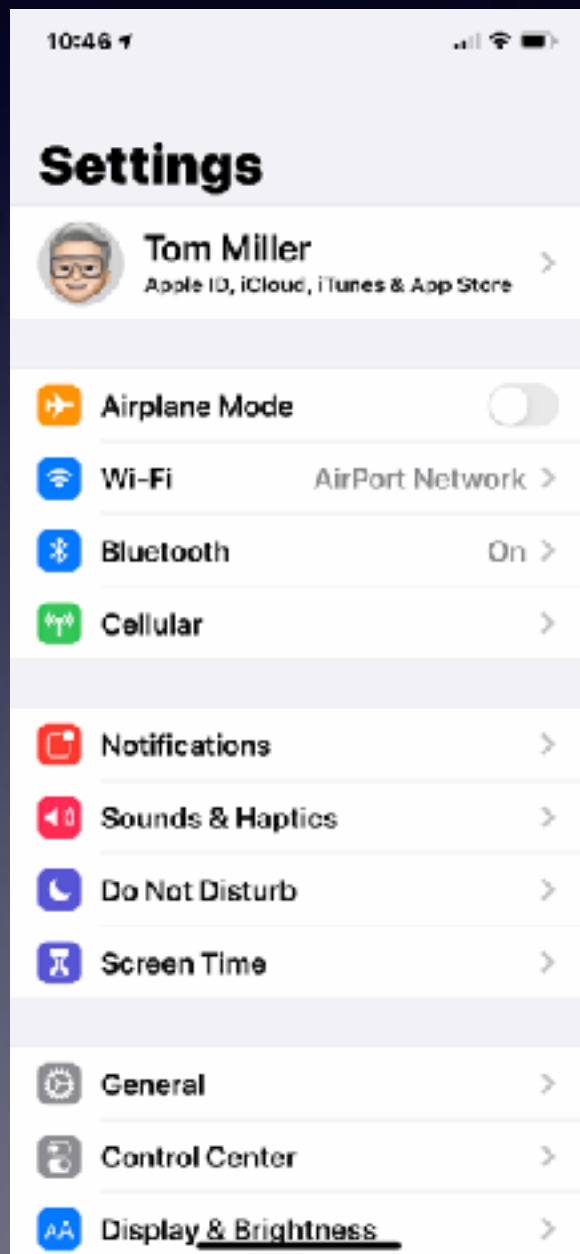 10:46
Settings
Tom Miller
Apple ID, iCloud, iTunes & App Store
Airplane Mode
Wi-Fi AirPort Network
Bluetooth On
Cellular
Notifications
Sounds & Haptics
Do Not Disturb
Screen Time
General
Control Center
AA Display & Brightness